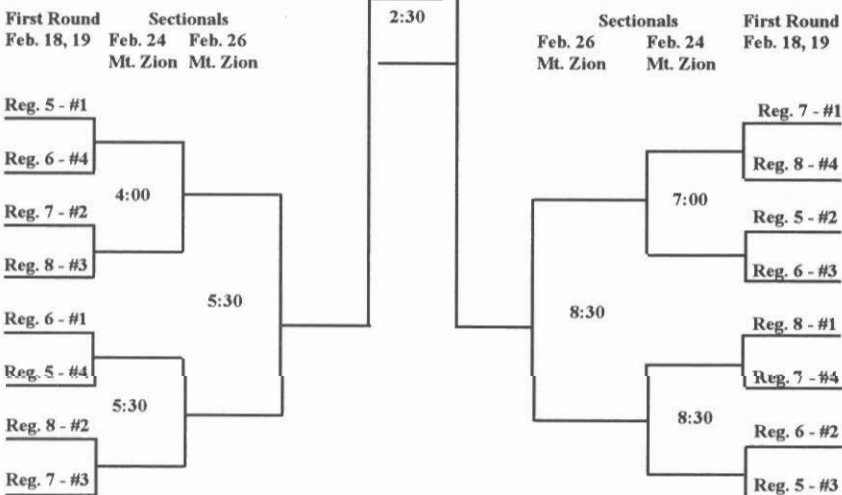 2:30
First Round Sectionals
Feb. 18, 19 Feb. 24 Feb. 26
Mt. Zion Mt. Zion
Reg. 5 - #1
Reg. 6 - #4
4:00
Reg. 7 - #2
Reg. 8 - #3
5:30
Reg. 6 - #1
Reg. 5 - #4
5:30
Reg. 8 - #2
Reg. 7 - #3
Sectionals First Round
Feb. 26 Feb. 24 Feb. 18, 19
Mt. Zion Mt. Zion
Reg. 7 - #1
Reg. 8 - #4
7:00
Reg. 5 - #2
Reg. 6 - #3
8:30
Reg. 8 - #1
Reg. 7 - #4
8:30
Reg. 6 - #2
Reg. 5 - #3